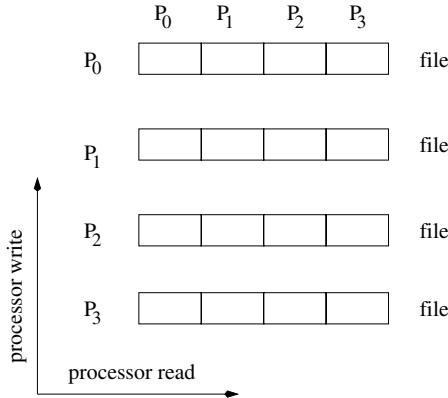 P0 P1 P2 P3
P0 file
P1 file
P2 file
P3 file
processor write
processor read